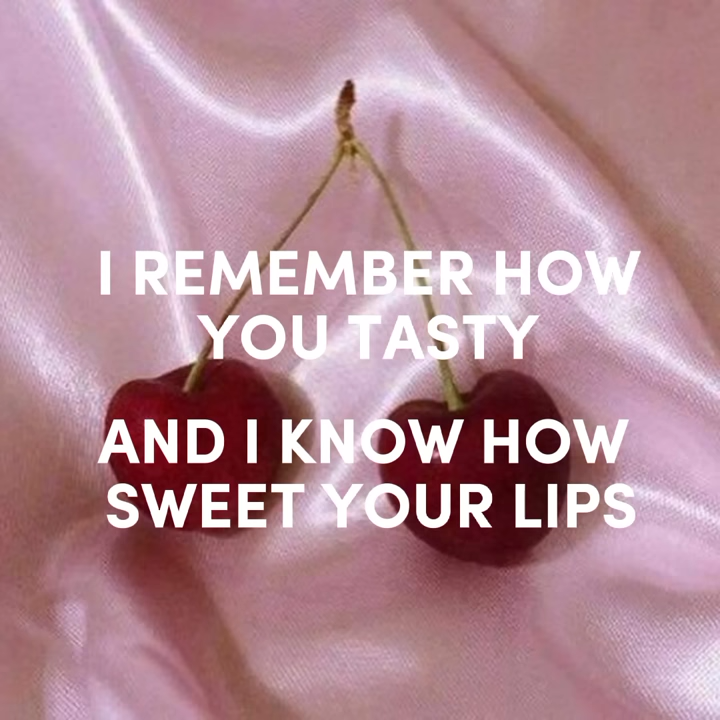 I REMEMBER HOW
YOU TASTY
AND I KNOW HOW
SWEET YOUR LIPS